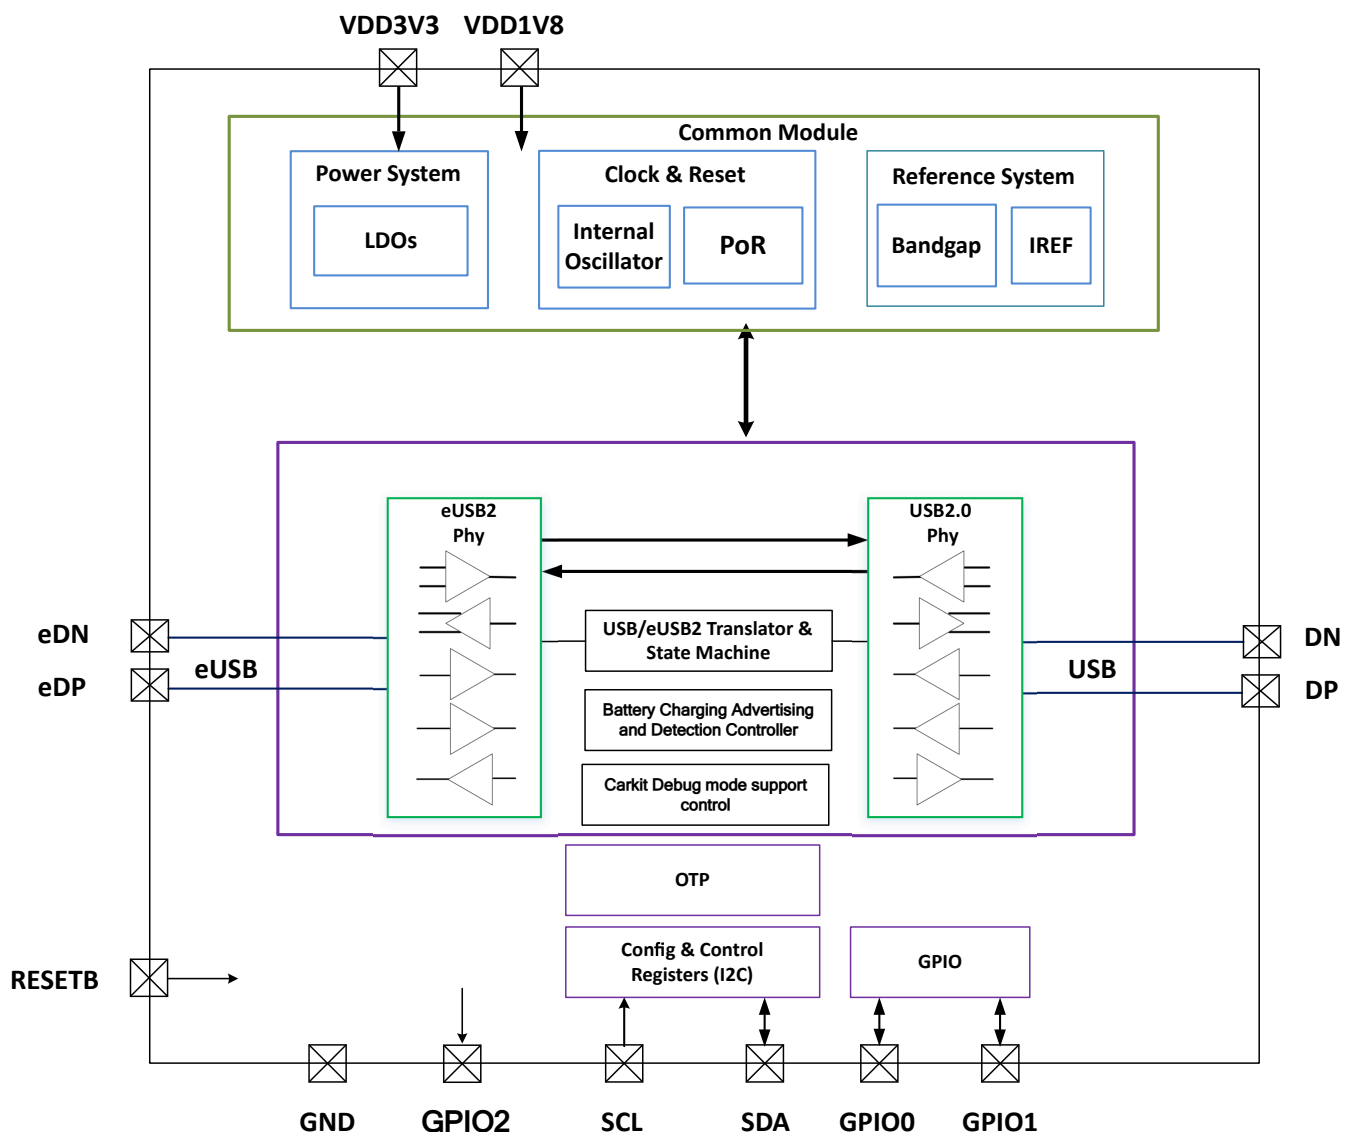 VDD3V3 VDD1V8
Common Module
Power System
LDOs
Clock & Reset
Internal
Oscillator
PoR
Reference System
Bandgap
IREF
eUSB2
Phy
USB2.0
Phy
USB/eUSB2 Translator &
State Machine
Battery Charging Advertising
and Detection Controller
Carkit Debug mode support
control
eDN
eUSB
eDP
DN
USB
DP
OTP
Config & Control
Registers (I2C)
GPIO
RESETB
GND
GPIO2
SCL
SDA
GPIO0
GPIO1